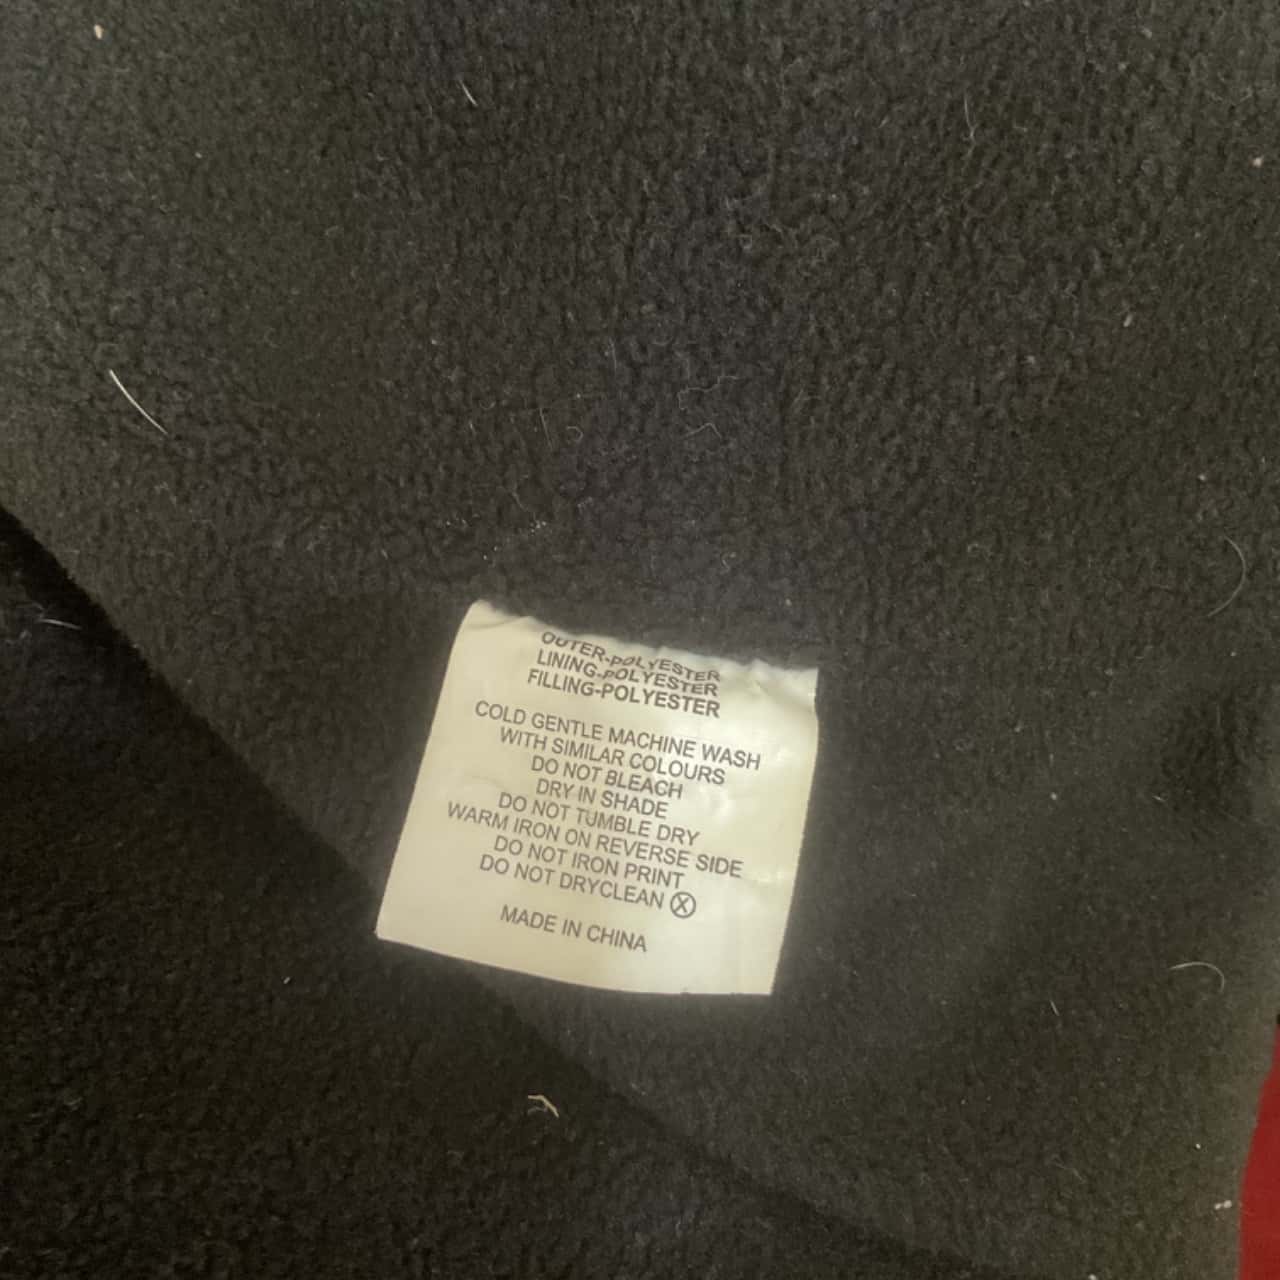 OUTER-POLYESTER
LINING-POLYESTER
FILLING-POLYESTER
COLD GENTLE MACHINE WASH
WITH SIMILAR COLOURS
DO NOT BLEACH
DRY IN SHADE
DO NOT TUMBLE DRY
WARM IRON ON REVERSE SIDE
DO NOT IRON PRINT
DO NOT DRYCLEAN Ⓧ
MADE IN CHINA